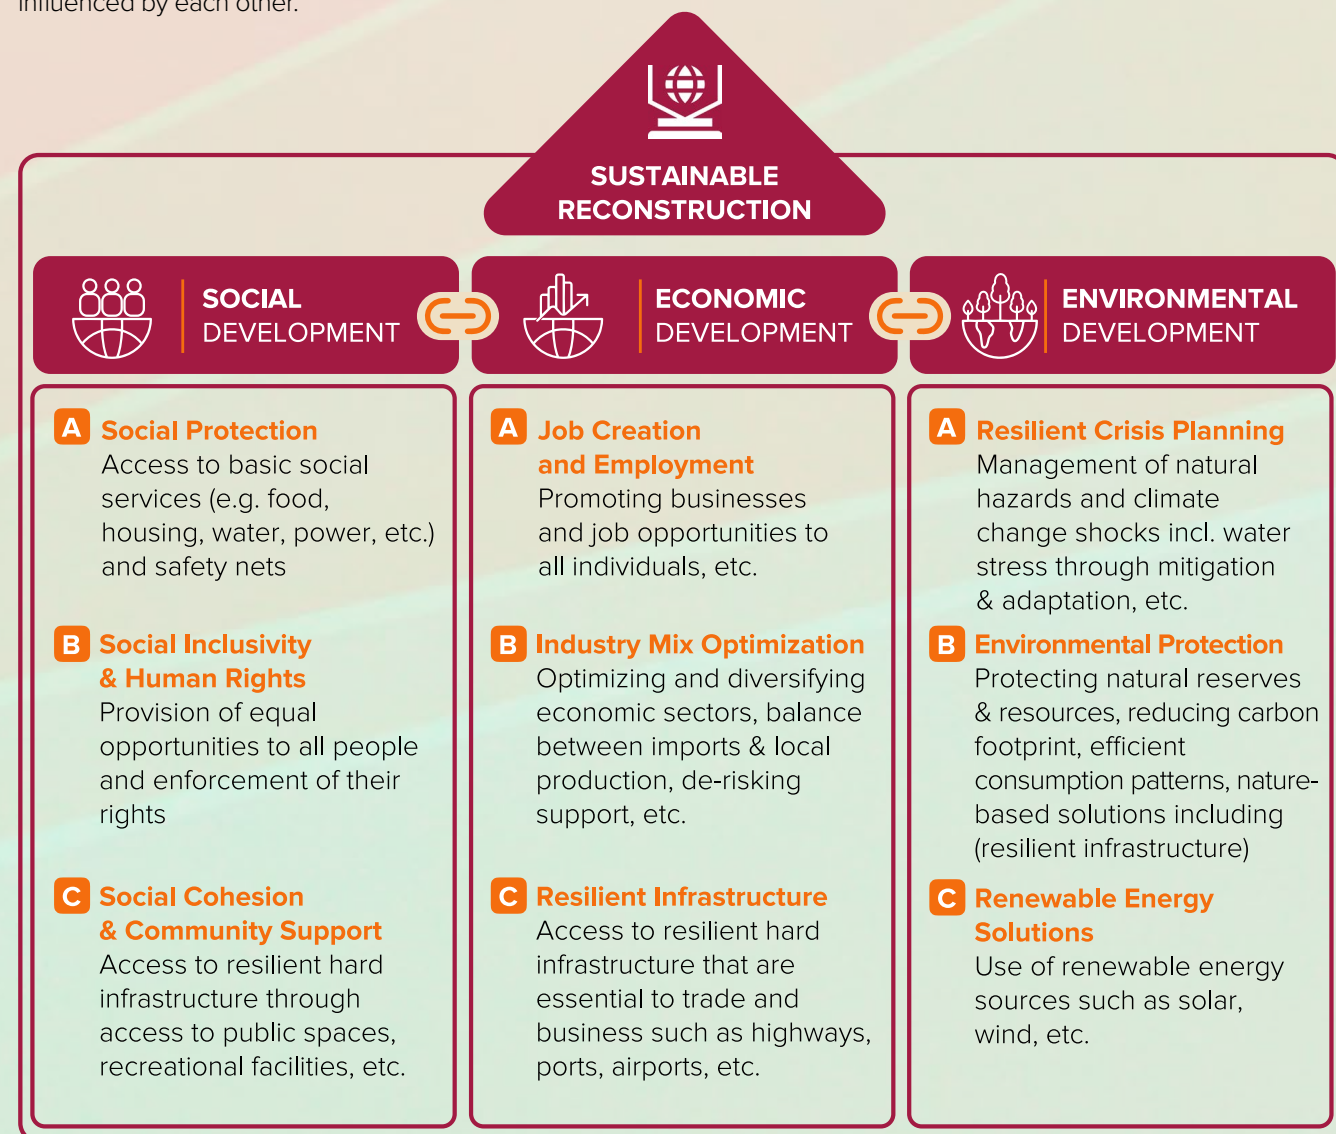 influenced by each other.
SUSTAINABLE
RECONSTRUCTION
SOCIAL
DEVELOPMENT
ECONOMIC
DEVELOPMENT
ENVIRONMENTAL
DEVELOPMENT
A Social Protection
Access to basic social
services (e.g. food,
housing, water, power, etc.)
and safety nets
B Social Inclusivity
& Human Rights
Provision of equal
opportunities to all people
and enforcement of their
rights
C Social Cohesion
& Community Support
Access to resilient hard
infrastructure through
access to public spaces,
recreational facilities, etc.
A Job Creation
and Employment
Promoting businesses
and job opportunities to
all individuals, etc.
B Industry Mix Optimization
Optimizing and diversifying
economic sectors, balance
between imports & local
production, de-risking
support, etc.
C Resilient Infrastructure
Access to resilient hard
infrastructure that are
essential to trade and
business such as highways,
ports, airports, etc.
A Resilient Crisis Planning
Management of natural
hazards and climate
change shocks incl. water
stress through mitigation
& adaptation, etc.
B Environmental Protection
Protecting natural reserves
& resources, reducing carbon
footprint, efficient
consumption patterns, nature-
based solutions including
(resilient infrastructure)
C Renewable Energy
Solutions
Use of renewable energy
sources such as solar,
wind, etc.